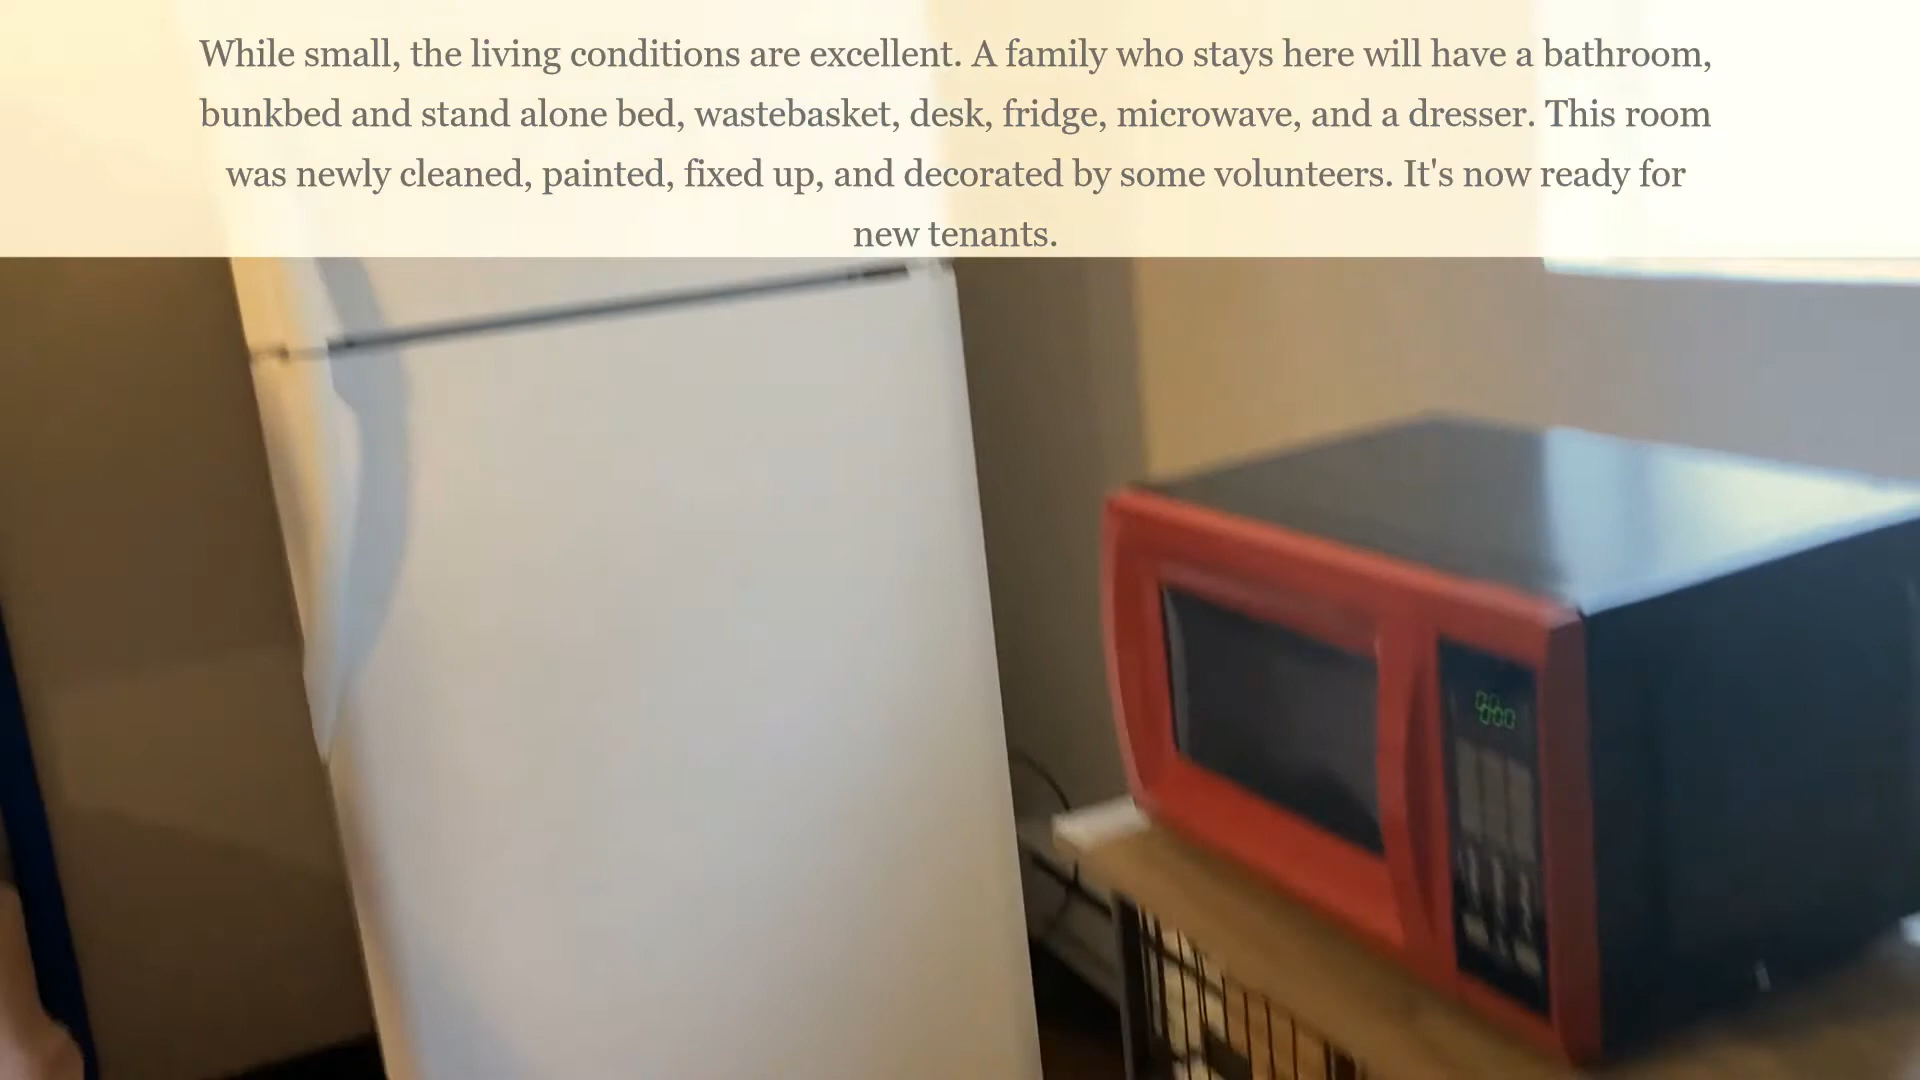 While small, the living conditions are excellent. A family who stays here will have a bathroom,
bunkbed and stand alone bed, wastebasket, desk, fridge, microwave, and a dresser. This room
was newly cleaned, painted, fixed up, and decorated by some volunteers. It's now ready for
new tenants.